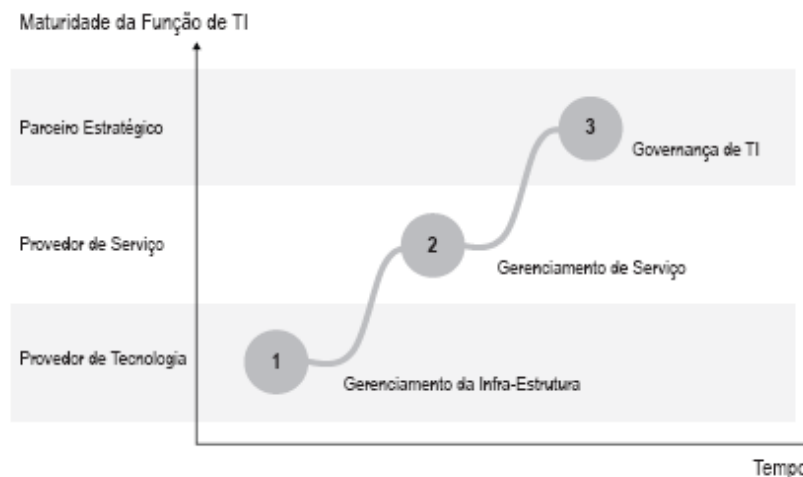 Maturidade da Função de TI
Parceiro Estratégico
3
Governança de TI
Provedor de Serviço
2
Gerenciamento de Serviço
Provedor de Tecnologia
1
Gerenciamento da Infra-Estrutura
Tempo